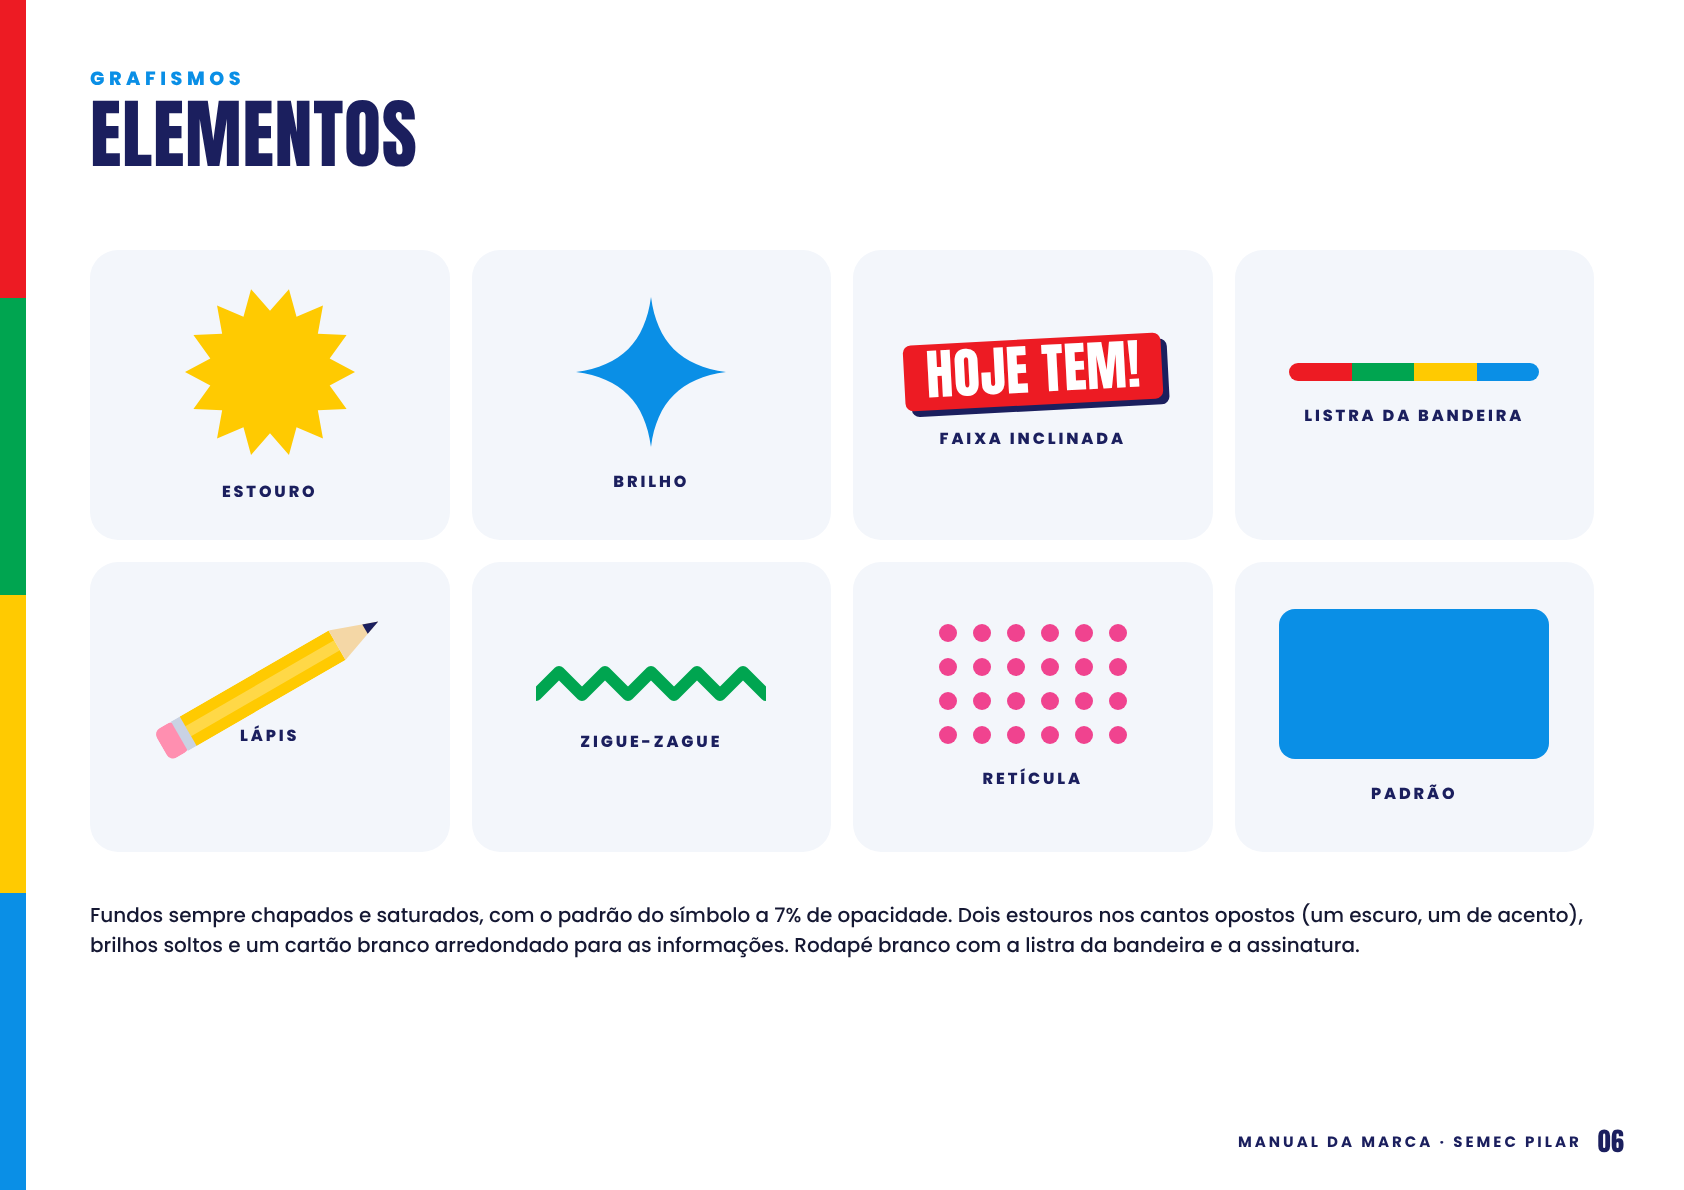 GRAFISMOS
ELEMENTOS
ESTOURO
BRILHO
HOJE TEM!
FAIXA INCLINADA
LISTRA DA BANDEIRA
LÁPIS
ZIGUE-ZAGUE
RETÍCULA
PADRÃO
Fundos sempre chapados e saturados, com o padrão do símbolo a 7% de opacidade. Dois estouros nos cantos opostos (um escuro, um de acento),
brilhos soltos e um cartão branco arredondado para as informações. Rodapé branco com a listra da bandeira e a assinatura.
MANUAL DA MARCA · SEMEC PILAR 06